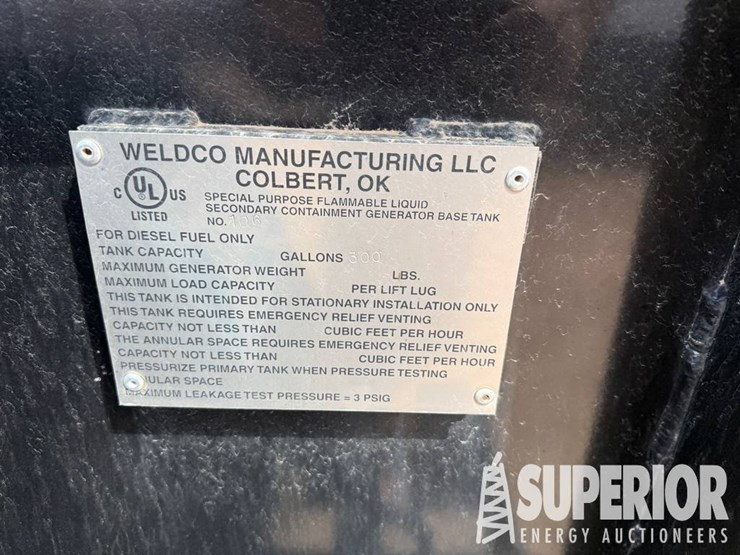 WELDCO MANUFACTURING LLC
COLBERT, OK
C UL US
LISTED
SPECIAL PURPOSE FLAMMABLE LIQUID
SECONDARY CONTAINMENT GENERATOR BASE TANK
NO.
FOR DIESEL FUEL ONLY
TANK CAPACITY GALLONS 300
MAXIMUM GENERATOR WEIGHT LBS.
MAXIMUM LOAD CAPACITY PER LIFT LUG
THIS TANK IS INTENDED FOR STATIONARY INSTALLATION ONLY
THIS TANK REQUIRES EMERGENCY RELIEF VENTING
CAPACITY NOT LESS THAN CUBIC FEET PER HOUR
THE ANNULAR SPACE REQUIRES EMERGENCY RELIEF VENTING
CAPACITY NOT LESS THAN CUBIC FEET PER HOUR
PRESSURIZE PRIMARY TANK WHEN PRESSURE TESTING
ANNULAR SPACE
MAXIMUM LEAKAGE TEST PRESSURE = 3 PSIG
SUPERIOR
ENERGY AUCTIONEERS